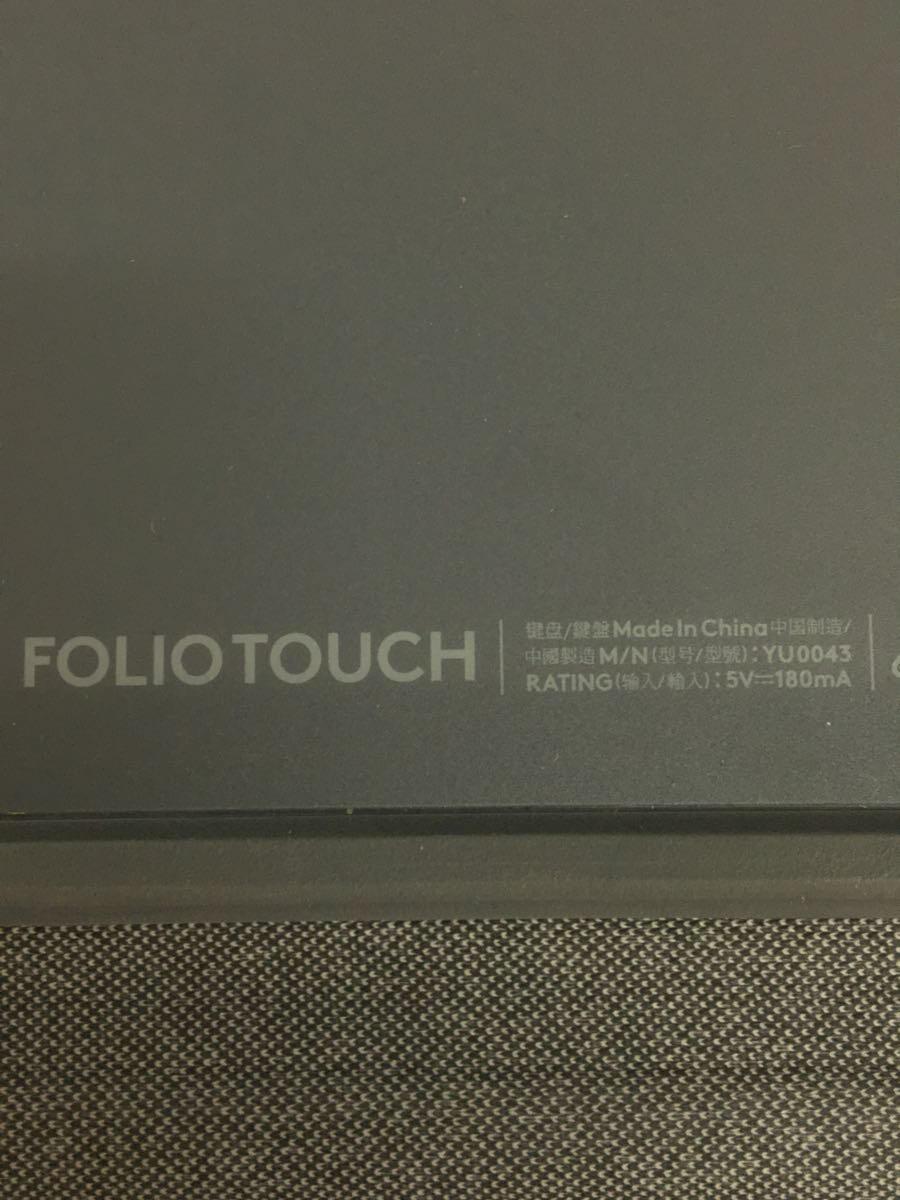 FOLIO TOUCH
键盘/鍵盤 Made In China 中国制造/
中國製造 M/N (型号/型號) : YU0043
RATING (输入/輸入) : 5V⎓180mA